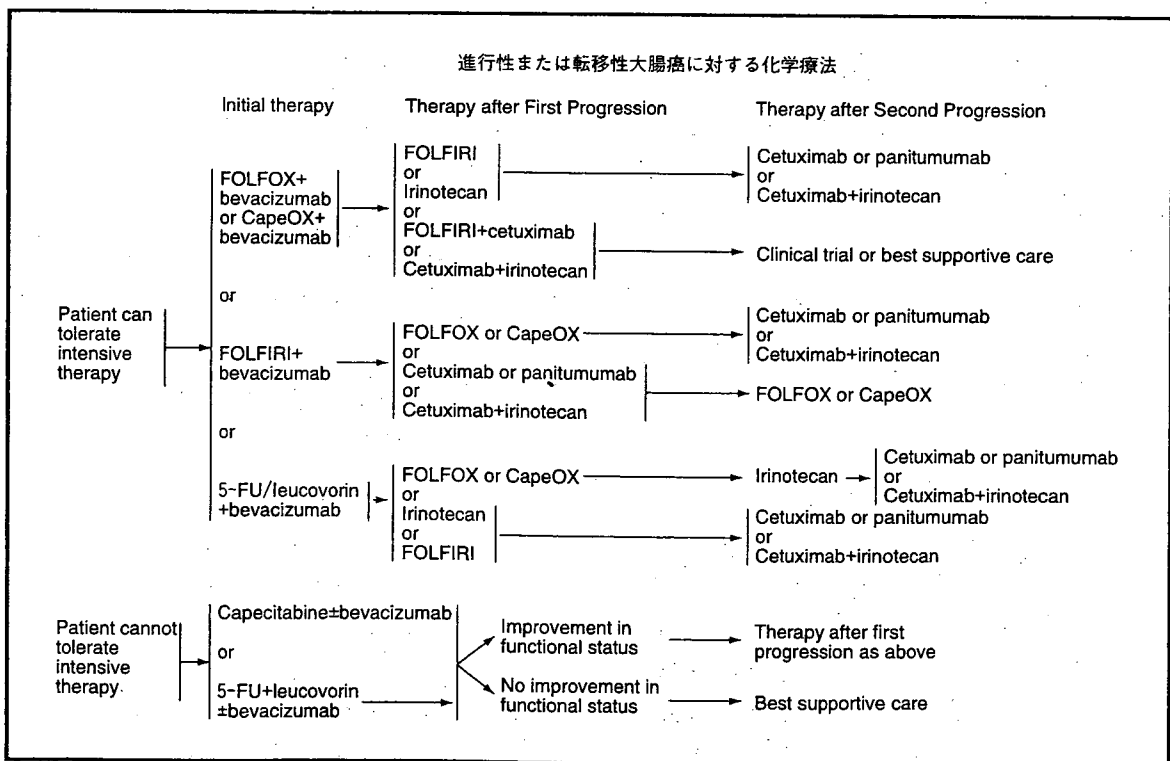 進行性または転移性大腸癌に対する化学療法
Initial therapy
Therapy after First Progression
Therapy after Second Progression
Patient can
tolerate
intensive
therapy
FOLFOX+
bevacizumab
or CapeOX+
bevacizumab
FOLFIRI
or
Irinotecan
or
FOLFIRI+cetuximab
or
Cetuximab+irinotecan
Cetuximab or panitumumab
or
Cetuximab+irinotecan
Clinical trial or best supportive care
or
FOLFIRI+
bevacizumab
FOLFOX or CapeOX
or
Cetuximab or panitumumab
or
Cetuximab+irinotecan
Cetuximab or panitumumab
or
Cetuximab+irinotecan
FOLFOX or CapeOX
or
5-FU/leucovorin
+bevacizumab
FOLFOX or CapeOX
or
Irinotecan
or
FOLFIRI
Irinotecan
Cetuximab or panitumumab
or
Cetuximab+irinotecan
Cetuximab or panitumumab
or
Cetuximab+irinotecan
Patient cannot
tolerate
intensive
therapy
Capecitabine±bevacizumab
or
5-FU+leucovorin
±bevacizumab
Improvement in
functional status
Therapy after first
progression as above
No improvement in
functional status
Best supportive care